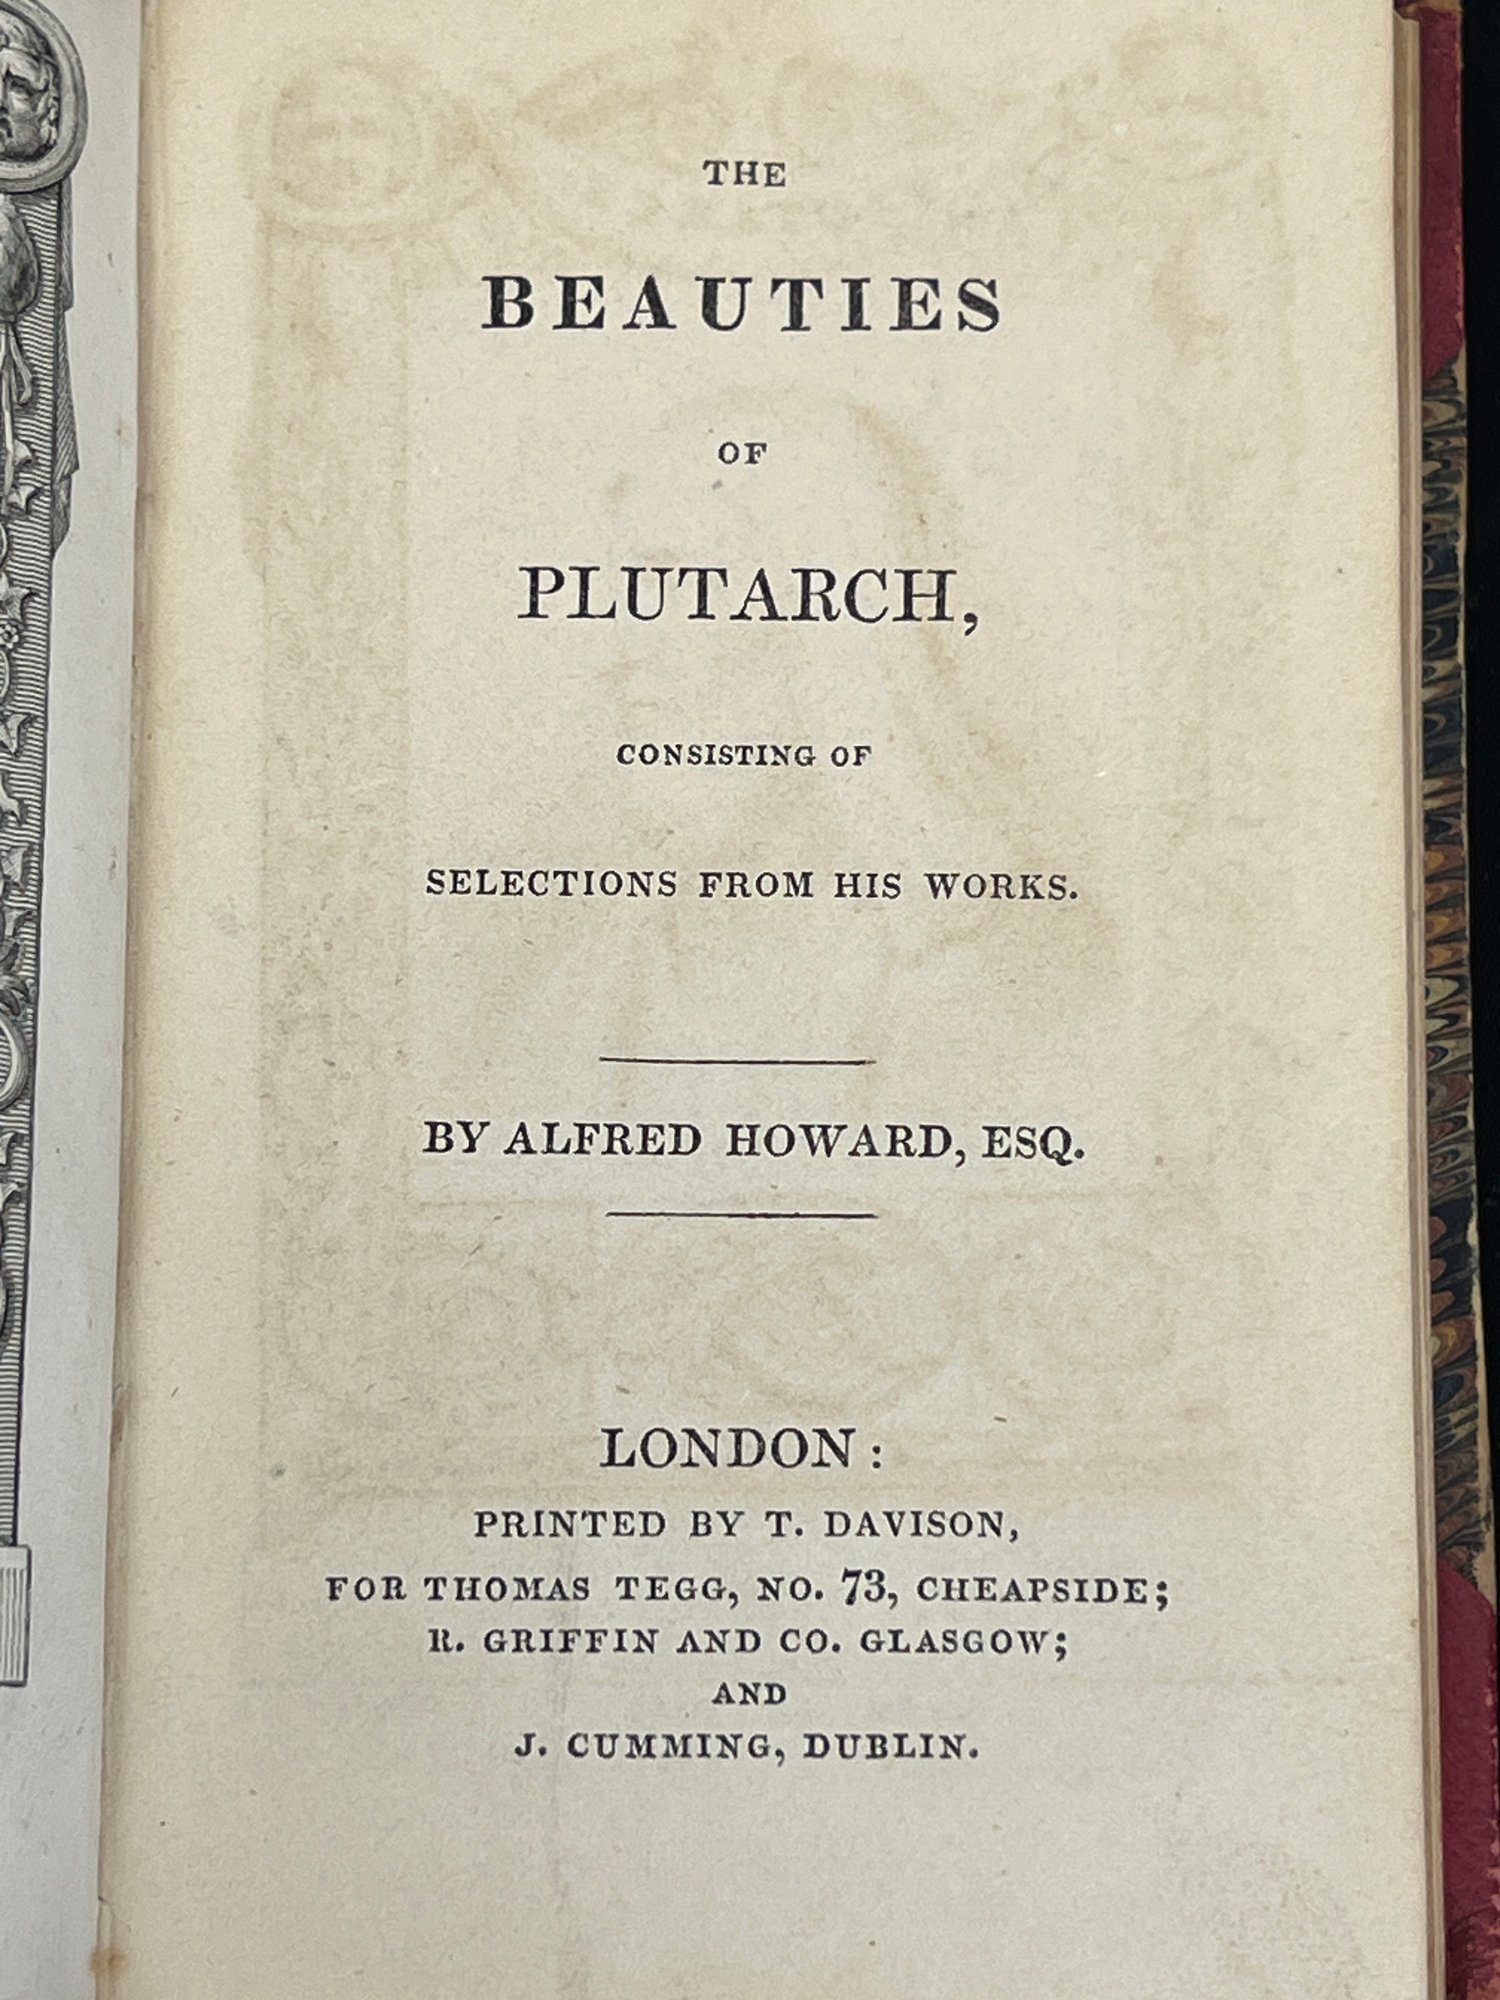 THE
BEAUTIES
OF
PLUTARCH,
CONSISTING OF
SELECTIONS FROM HIS WORKS.
BY ALFRED HOWARD, ESQ.
LONDON:
PRINTED BY T. DAVISON,
FOR THOMAS TEGG, NO. 73, CHEAPSIDE;
R. GRIFFIN AND CO. GLASGOW;
AND
J. CUMMING, DUBLIN.